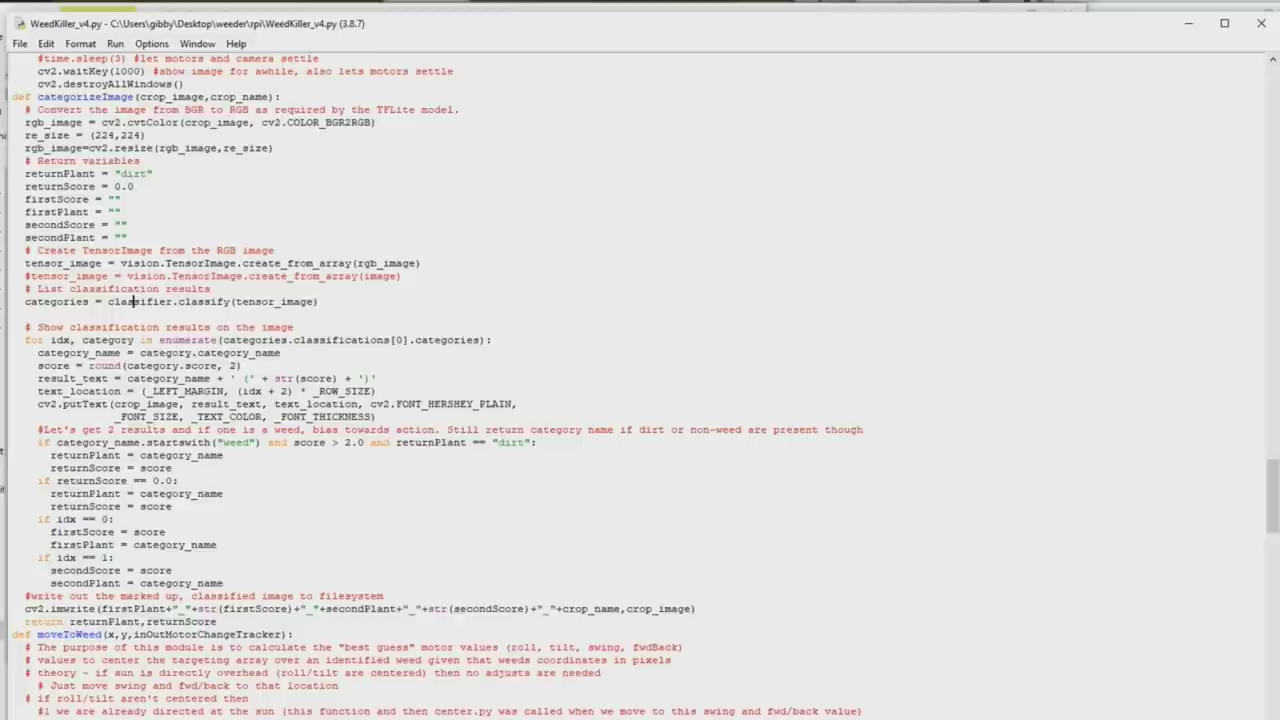 WeedKiller_v4.py - C:\Users\gibby\Desktop\weeder\rpi\WeedKiller_v4.py (3.8.7)
File Edit Format Run Options Window Help
#time.sleep(3) #let motors and camera settle
cv2.waitKey(1000) #show image for awhile, also lets motors settle
cv2.destroyAllWindows()
def categorizeImage(crop_image,crop_name):
# Convert the image from BGR to RGB as required by the TFLite model.
rgb_image = cv2.cvtColor(crop_image, cv2.COLOR_BGR2RGB)
re_size = (224,224)
rgb_image=cv2.resize(rgb_image,re_size)
# Return variables
returnPlant = "dirt"
returnScore = 0.0
firstScore = ""
firstPlant = ""
secondScore = ""
secondPlant = ""
# Create TensorImage from the RGB image
tensor_image = vision.TensorImage.create_from_array(rgb_image)
#tensor_image = vision.TensorImage.create_from_array(image)
# List classification results
categories = classifier.classify(tensor_image)
# Show classification results on the image
for idx, category in enumerate(categories.classifications[0].categories):
category_name = category.category_name
score = round(category.score, 2)
result_text = category_name + ' (' + str(score) + ')'
text_location = (_LEFT_MARGIN, (idx + 2) * _ROW_SIZE)
cv2.putText(crop_image, result_text, text_location, cv2.FONT_HERSHEY_PLAIN,
_FONT_SIZE, _TEXT_COLOR, _FONT_THICKNESS)
#Let's get 2 results and if one is a weed, bias towards action. Still return category name if dirt or non-weed are present though
if category_name.startswith("weed") and score > 2.0 and returnPlant == "dirt":
returnPlant = category_name
returnScore = score
if returnScore == 0.0:
returnPlant = category_name
returnScore = score
if idx == 0:
firstScore = score
firstPlant = category_name
if idx == 1:
secondScore = score
secondPlant = category_name
#write out the marked up, classified image to filesystem
cv2.imwrite(firstPlant+"_"+str(firstScore)+"_"+secondPlant+"_"+str(secondScore)+"_"+crop_name,crop_image)
return returnPlant,returnScore
def moveToWeed(x,y,inOutMotorChangeTracker):
# The purpose of this module is to calculate the "best guess" motor values (roll, tilt, swing, fwdBack)
# values to center the targeting array over an identified weed given that weeds coordinates in pixels
# theory - if sun is directly overhead (roll/tilt are centered) then no adjusts are needed
# Just move swing and fwd/back to that location
# if roll/tilt aren't centered then
#1 we are already directed at the sun (this function and then center.py was called when we move to this swing and fwd/back value)